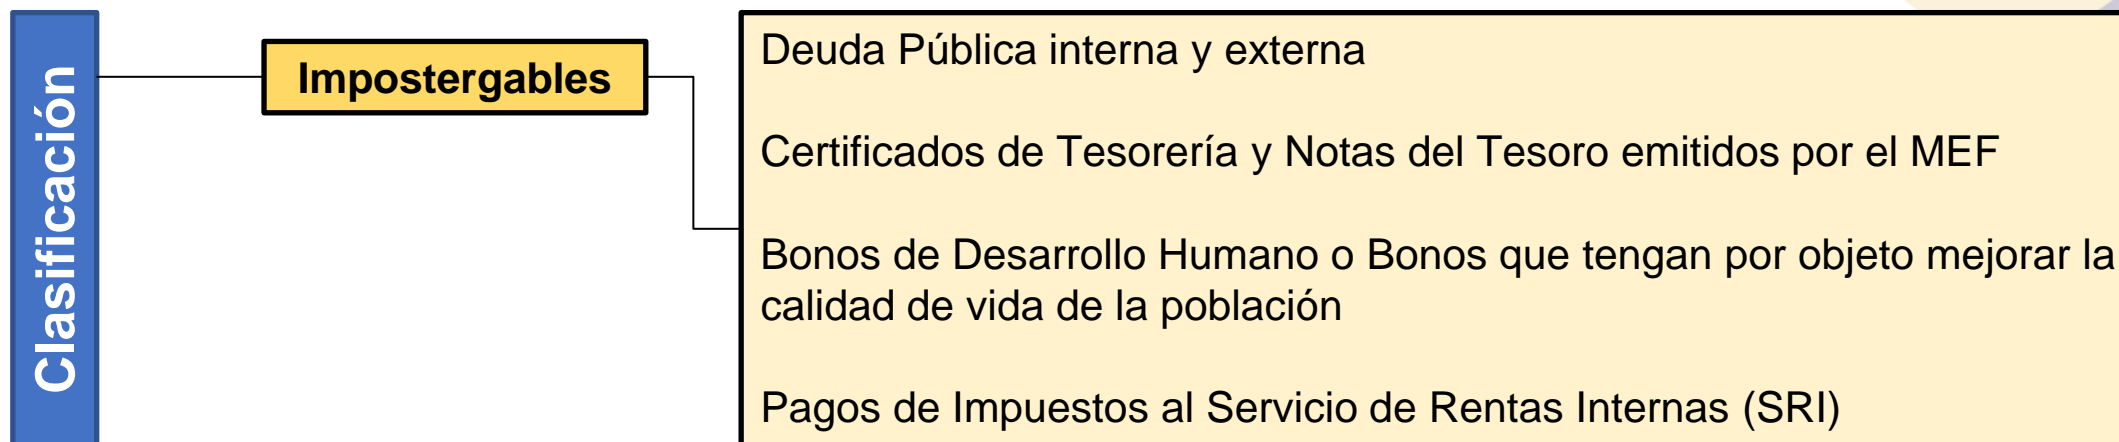 Clasificación
Impostergables
Deuda Pública interna y externa
Certificados de Tesorería y Notas del Tesoro emitidos por el MEF
Bonos de Desarrollo Humano o Bonos que tengan por objeto mejorar la
calidad de vida de la población
Pagos de Impuestos al Servicio de Rentas Internas (SRI)